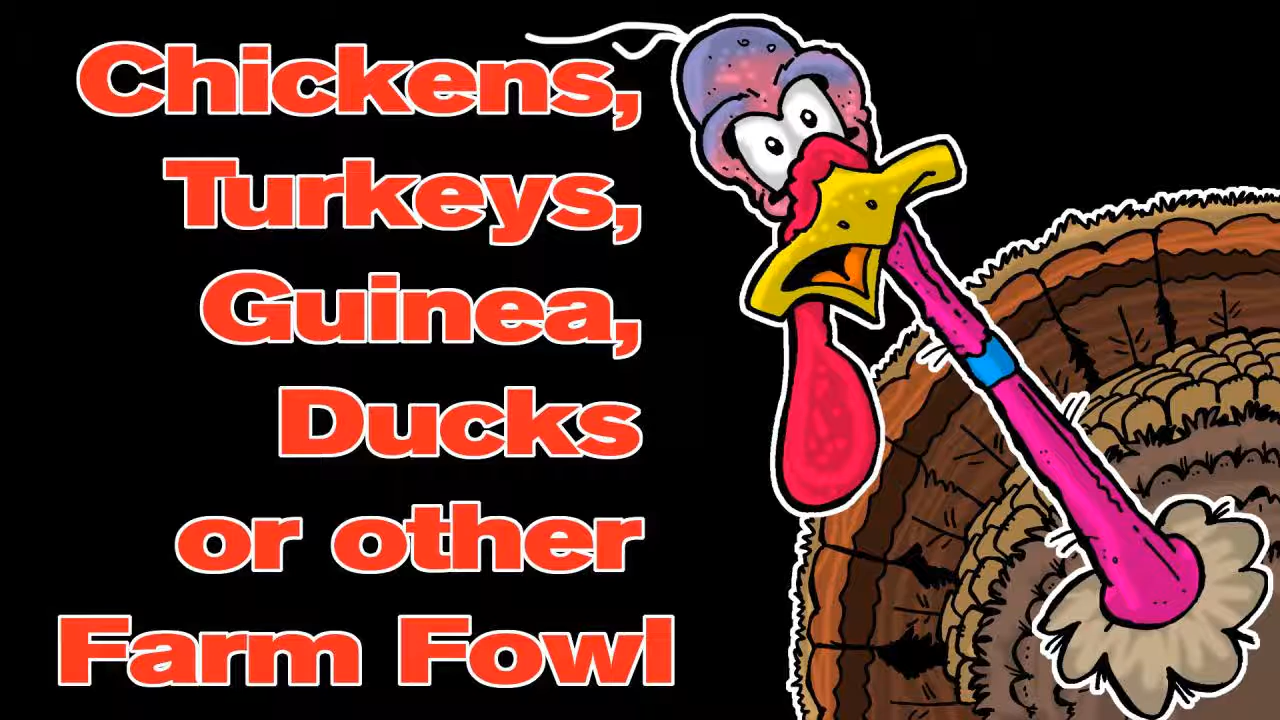 Chickens,
Turkeys,
Guinea,
Ducks
or other
Farm Fowl